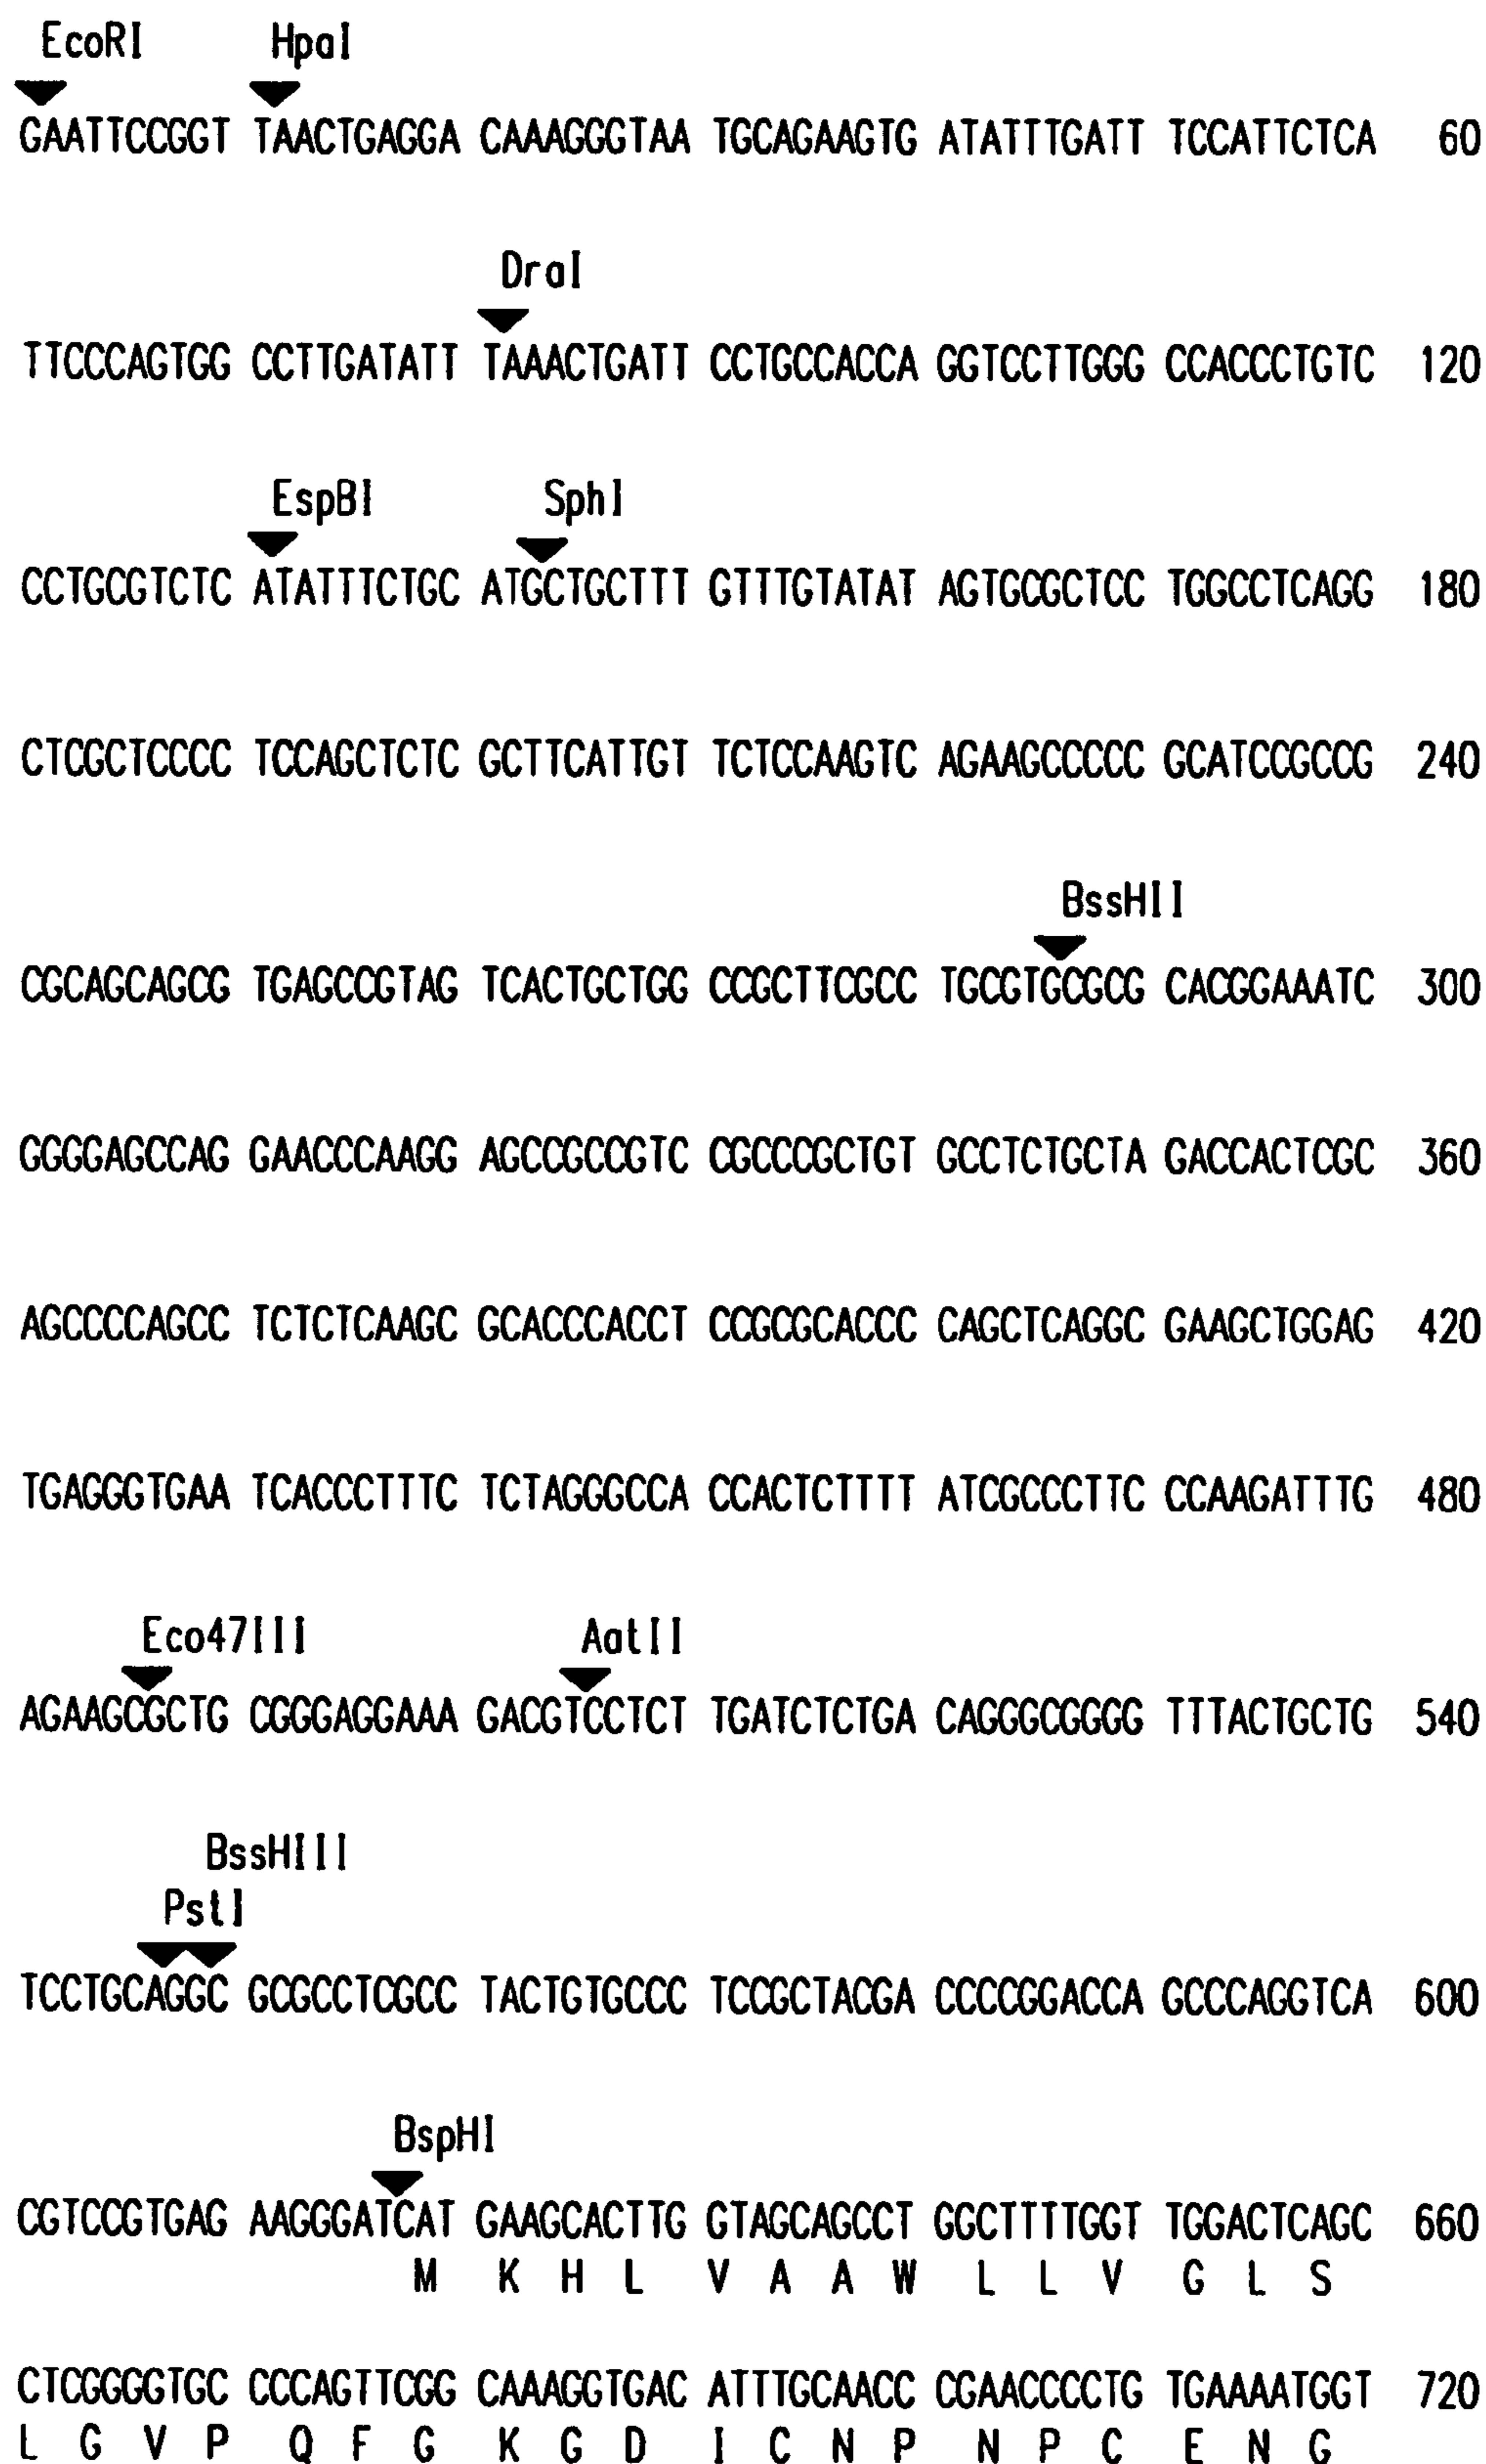 EcoRI HpaI
GAATTCCGGT TAACTGAGGA CAAAGGGTAA TGCAGAAGTG ATATTTGATT TCCATTCTCA 60
DraI
TTCCCAGTGG CCTTGATATT TAAACTGATT CCTGCCACCA GGTCCTTGGG CCACCCTGTC 120
EspBI SphI
CCTGCGTCTC ATATTTCTGC ATGCTGCTTT GTTTGTATAT AGTGCGCTCC TGGCCTCAGG 180
CTCGCTCCCC TCCAGCTCTC GCTTCATTGT TCTCCAAGTC AGAAGCCCCC GCATCCGCCG 240
BssHII
CGCAGCAGCG TGAGCCGTAG TCACTGCTGG CCGCTTCGCC TGCGTGCGCG CACGGAAATC 300
GGGGAGCCAG GAACCCAAGG AGCCGCCGTC CGCCCGCTGT GCCTCTGCTA GACCACTCGC 360
AGCCCCAGCC TCTCTCAAGC GCACCCACCT CCGCGCACCC CAGCTCAGGC GAAGCTGGAG 420
TGAGGGTGAA TCACCCTTTC TCTAGGGCCA CCACTCTTTT ATCGCCCTTC CCAAGATTTG 480
Eco47III AatII
AGAAGCGCTG CGGGAGGAAA GACGTCCTCT TGATCTCTGA CAGGGCGGGG TTTACTGCTG 540
BssHIII
PstI
TCCTGCAGGC GCGCCTCGCC TACTGTGCCC TCCGCTACGA CCCCGGACCA GCCCAGGTCA 600
BspHI
CGTCCGTGAG AAGGGATCAT GAAGCACTTG GTAGCAGCCT GGCTTTTGGT TGGACTCAGC 660
M K H L V A A W L L V G L S
CTCGGGGTGC CCCAGTTCGG CAAAGGTGAC ATTTGCAACC CGAACCCCTG TGAAAATGGT 720
L G V P Q F G K G D I C N P N P C E N G